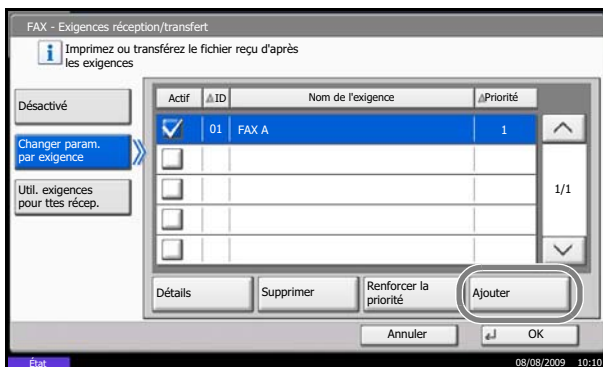 FAX - Exigences réception/transfert
Imprimez ou transférez le fichier reçu d'après
les exigences
Désactivé
Changer param.
par exigence
Util. exigences
pour ttes récep.
Actif ID Nom de l'exigence Priorité
01 FAX A 1
1/1
Détails Supprimer Renforcer la
priorité Ajouter
Annuler OK
État 08/08/2009 10:10